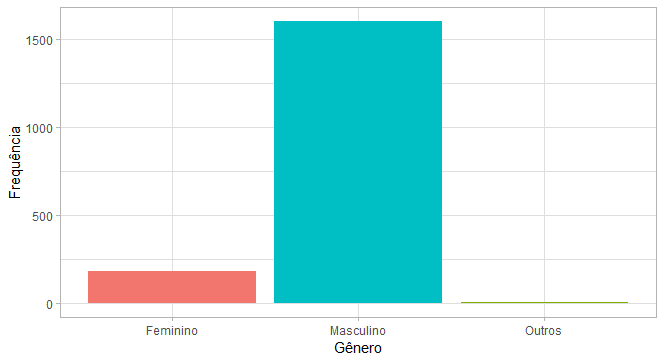 1500
1000
500
0
Frequência
Feminino
Masculino
Outros
Gênero